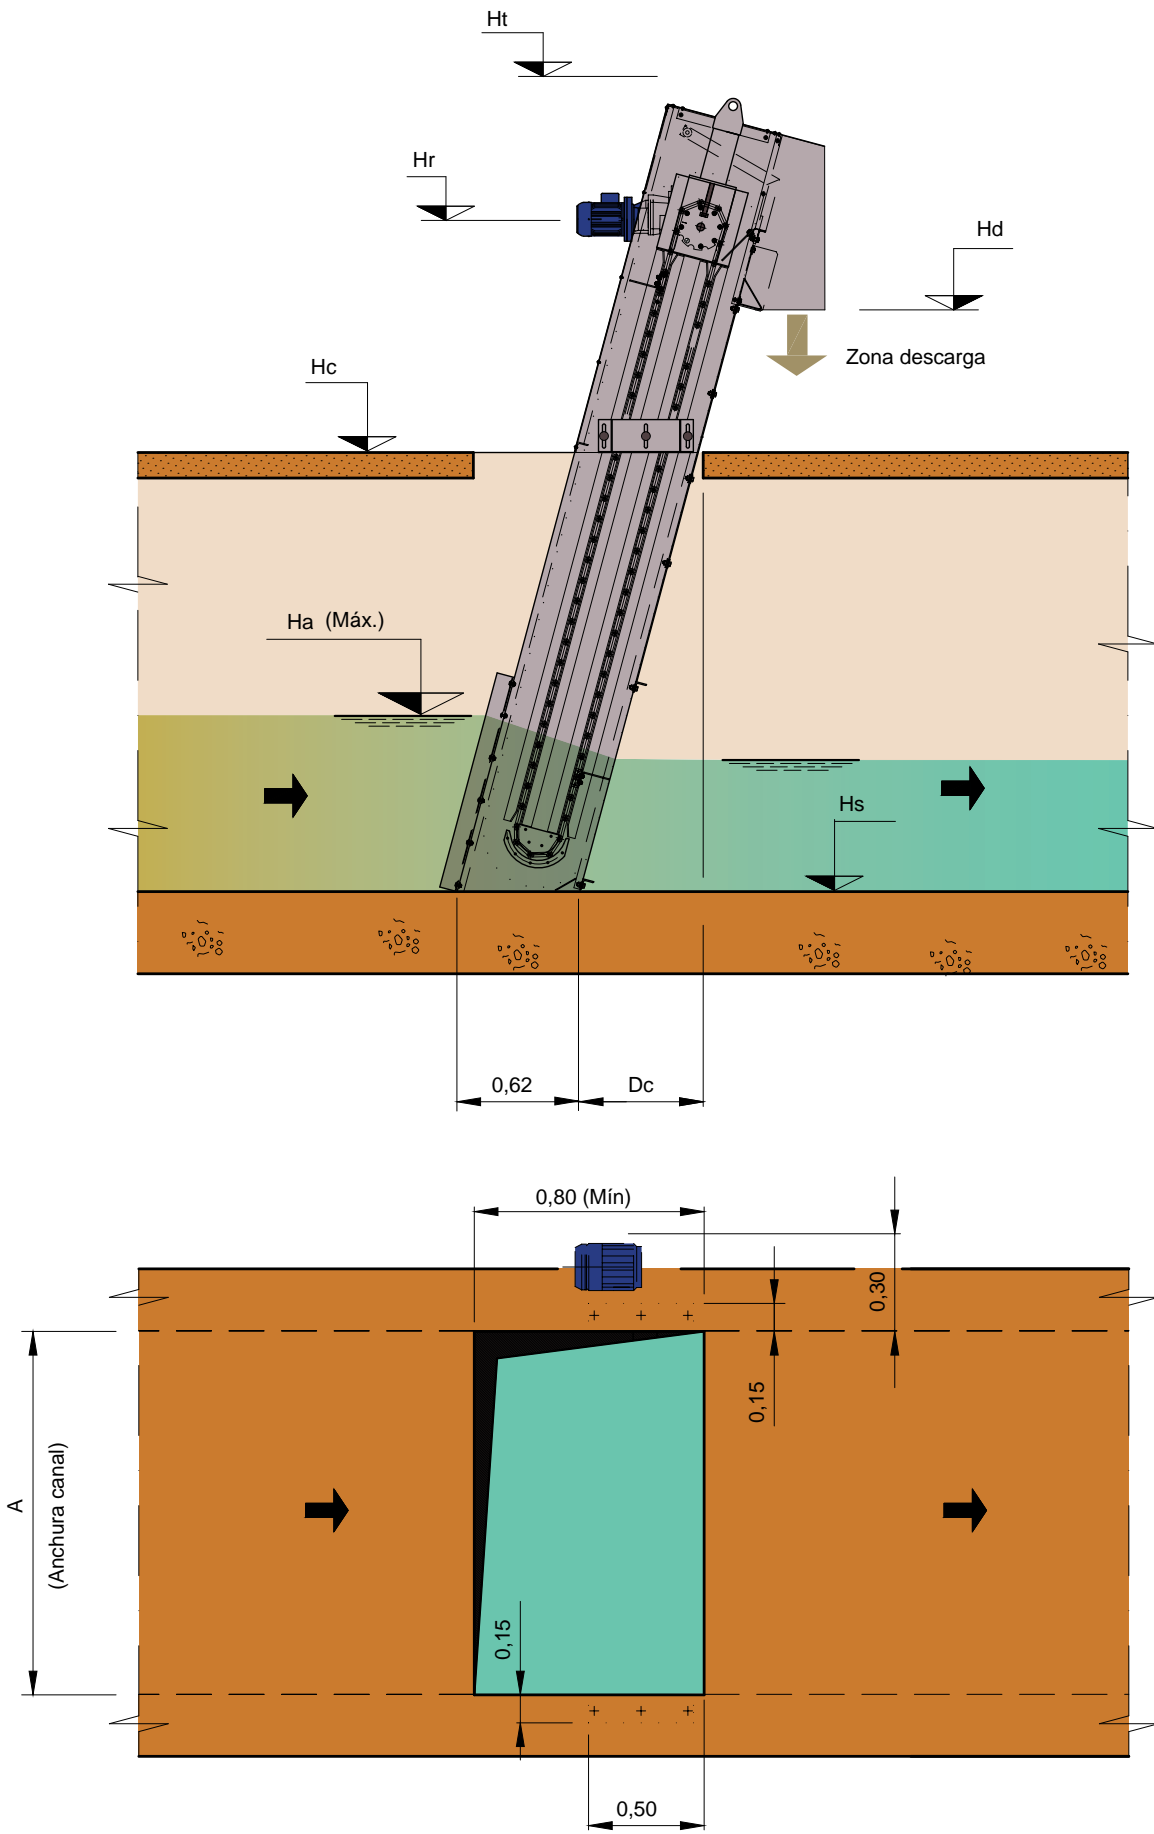 Ht
Hr
Hd
Zona descarga
Hc
Ha (Máx.)
Hs
0,62
Dc
0,80 (Mín)
0,30
0,15
A
(Anchura canal)
0,15
0,50